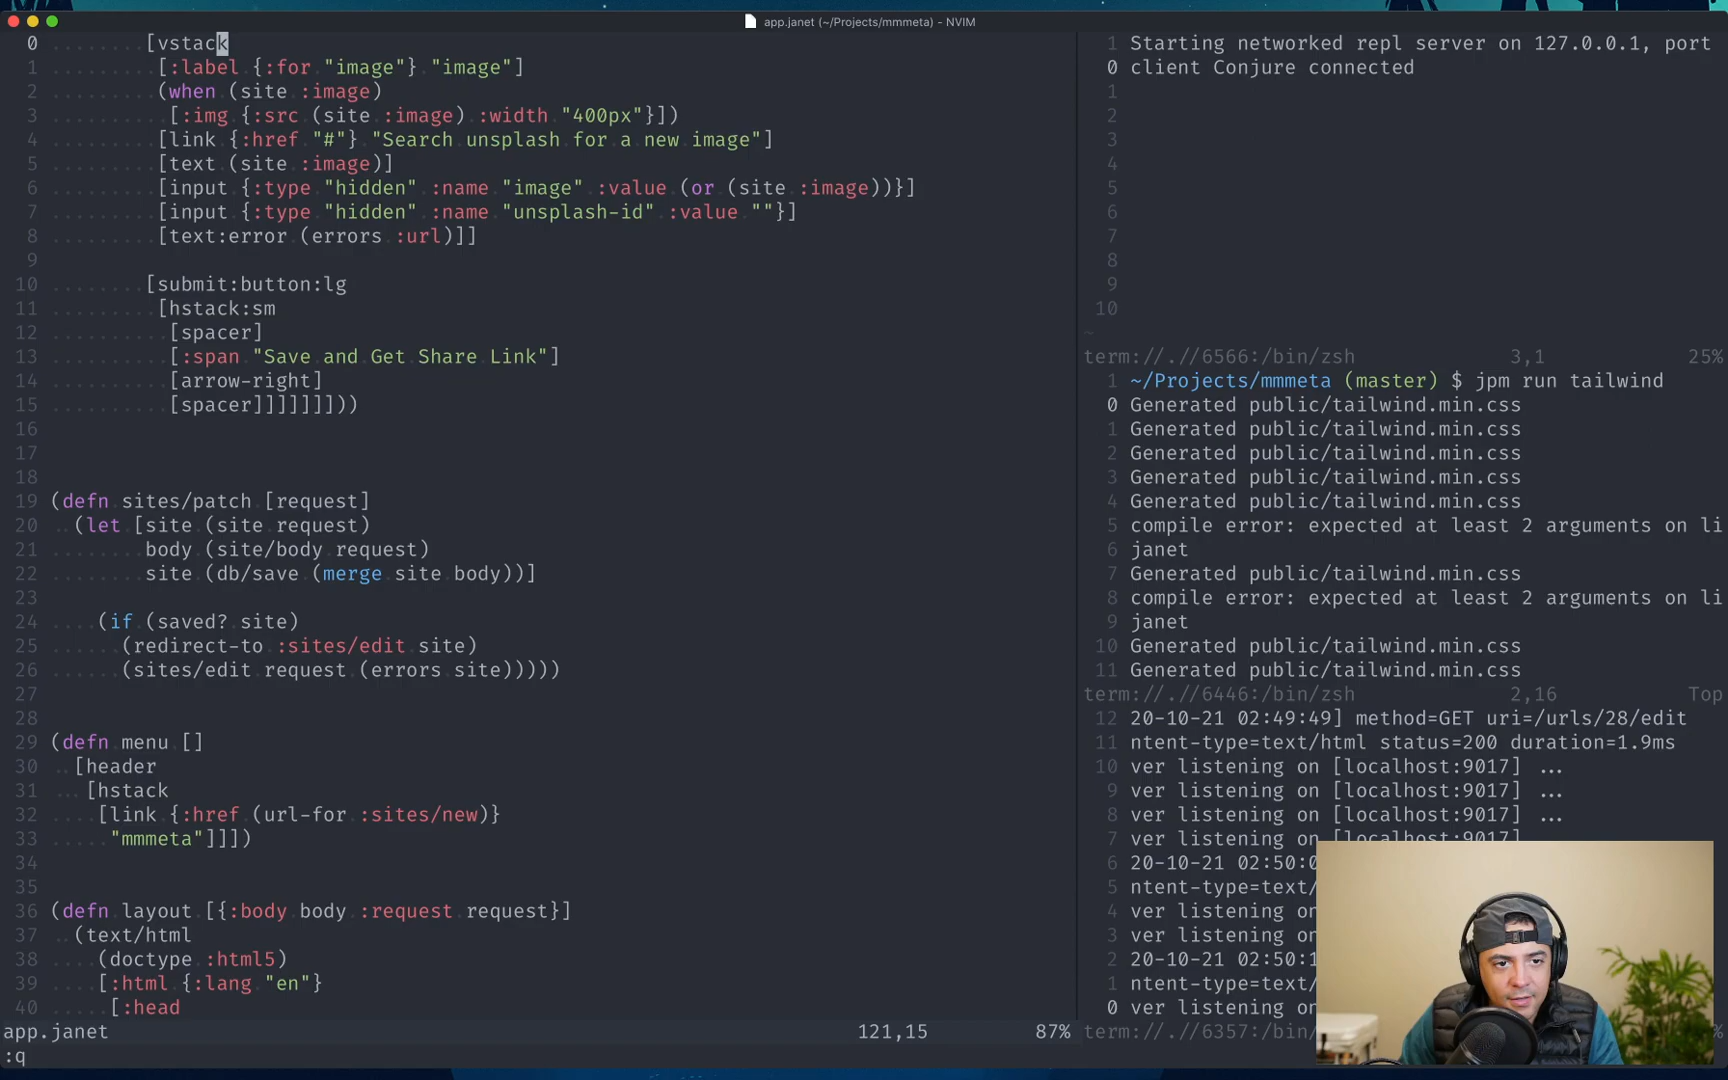 app.janet (~/Projects/mmmeta) - NVIM
0 [vstack
1 [:label {:for "image"} "image"]
2 (when (site :image)
3 [:img {:src (site :image) :width "400px"}])
4 [link {:href "#"} "Search unsplash for a new image"]
5 [text (site :image)]
6 [input {:type "hidden" :name "image" :value (or (site :image))}]
7 [input {:type "hidden" :name "unsplash-id" :value ""}]
8 [text:error (errors :url)]]
9
10 [submit:button:lg
11 [hstack:sm
12 [spacer]
13 [:span "Save and Get Share Link"]
14 [arrow-right]
15 [spacer]]]]]]]))
16
17
18
19 (defn sites/patch [request]
20 (let [site (site request)
21 body (site/body request)
22 site (db/save (merge site body))]
23
24 (if (saved? site)
25 (redirect-to :sites/edit site)
26 (sites/edit request (errors site)))))
27
28
29 (defn menu []
30 [header
31 [hstack
32 [link {:href (url-for :sites/new)}
33 "mmmeta"]]])
34
35
36 (defn layout [{:body body :request request}]
37 (text/html
38 (doctype :html5)
39 [:html {:lang "en"}
40 [:head
app.janet 121,15 87%
:q
1 Starting networked repl server on 127.0.0.1, port
0 client Conjure connected
1
2
3
4
5
6
7
8
9
10
~
term://.//6566:/bin/zsh 3,1 25%
1 ~/Projects/mmmeta (master) $ jpm run tailwind
0 Generated public/tailwind.min.css
1 Generated public/tailwind.min.css
2 Generated public/tailwind.min.css
3 Generated public/tailwind.min.css
4 Generated public/tailwind.min.css
5 compile error: expected at least 2 arguments on li
6 janet
7 Generated public/tailwind.min.css
8 compile error: expected at least 2 arguments on li
9 janet
10 Generated public/tailwind.min.css
11 Generated public/tailwind.min.css
term://.//6446:/bin/zsh 2,16 Top
12 20-10-21 02:49:49] method=GET uri=/urls/28/edit
11 ntent-type=text/html status=200 duration=1.9ms
10 ver listening on [localhost:9017] ...
9 ver listening on [localhost:9017] ...
8 ver listening on [localhost:9017] ...
7 ver listening on [localhost:9017]
6 20-10-21 02:50:
5 ntent-type=text/
4 ver listening on
3 ver listening on
2 20-10-21 02:50:1
1 ntent-type=text/
0 ver listening on
term://.//6357:/bin/ %